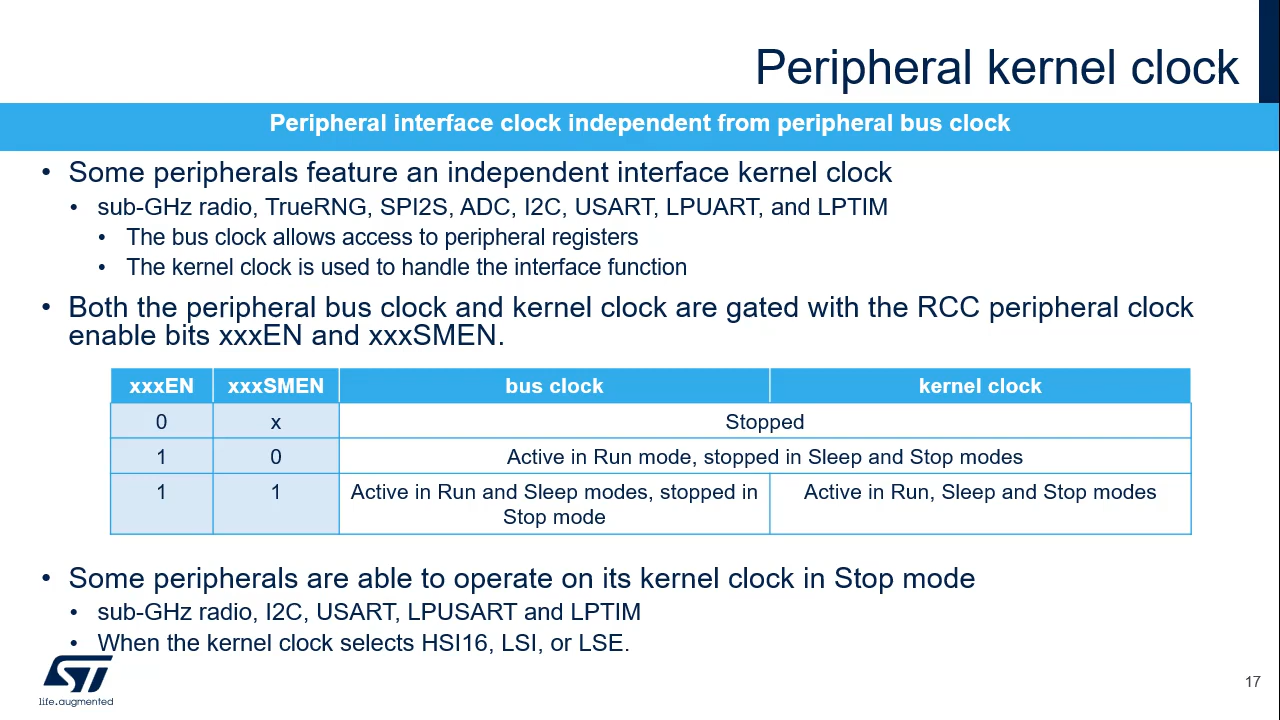 Peripheral kernel clock
Peripheral interface clock independent from peripheral bus clock
• Some peripherals feature an independent interface kernel clock
• sub-GHz radio, TrueRNG, SPI2S, ADC, I2C, USART, LPUART, and LPTIM
• The bus clock allows access to peripheral registers
• The kernel clock is used to handle the interface function
• Both the peripheral bus clock and kernel clock are gated with the RCC peripheral clock
enable bits xxxEN and xxxSMEN.
xxxEN xxxSMEN bus clock kernel clock
0 x Stopped
1 0 Active in Run mode, stopped in Sleep and Stop modes
1 1 Active in Run and Sleep modes, stopped in Active in Run, Sleep and Stop modes
Stop mode
• Some peripherals are able to operate on its kernel clock in Stop mode
• sub-GHz radio, I2C, USART, LPUSART and LPTIM
• When the kernel clock selects HSI16, LSI, or LSE.
ST
life.augmented
17